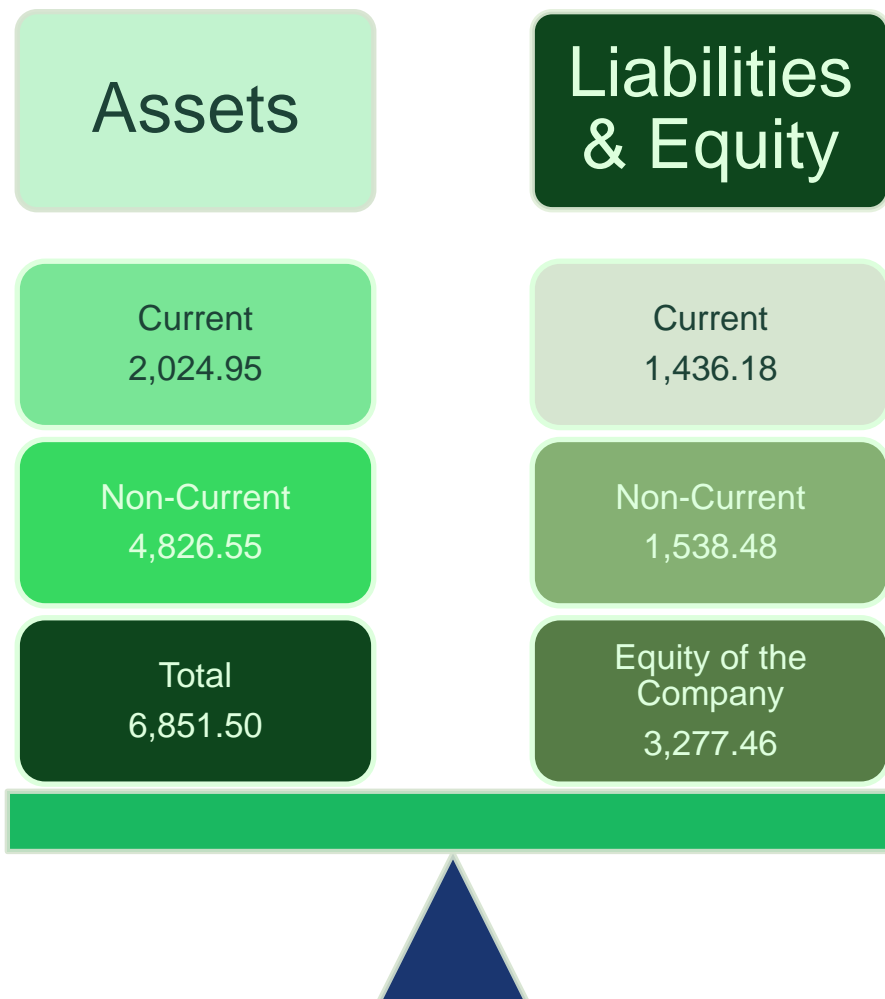 Assets
Liabilities
& Equity
Current
2,024.95
Non-Current
4,826.55
Total
6,851.50
Current
1,436.18
Non-Current
1,538.48
Equity of the
Company
3,277.46